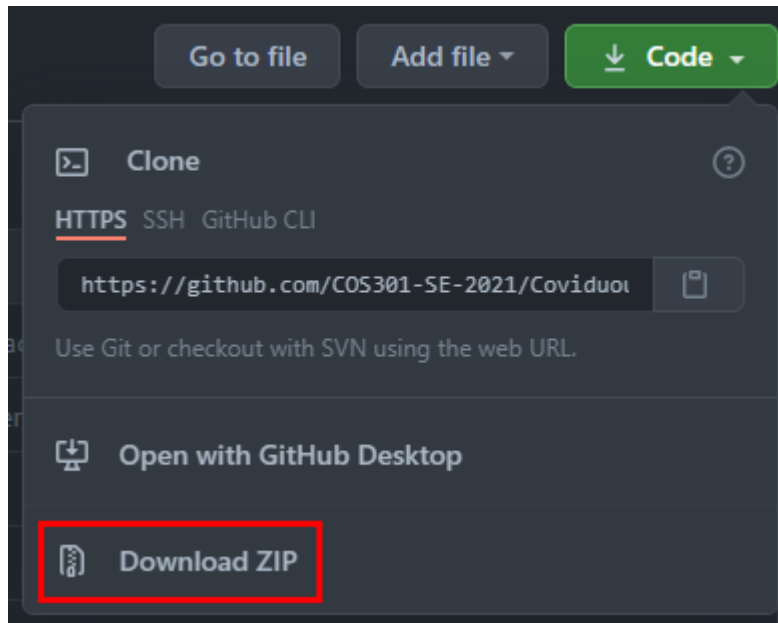 Go to file Add file Code
Clone
HTTPS SSH GitHub CLI
https://github.com/COS301-SE-2021/Coviduou
Use Git or checkout with SVN using the web URL.
Open with GitHub Desktop
Download ZIP